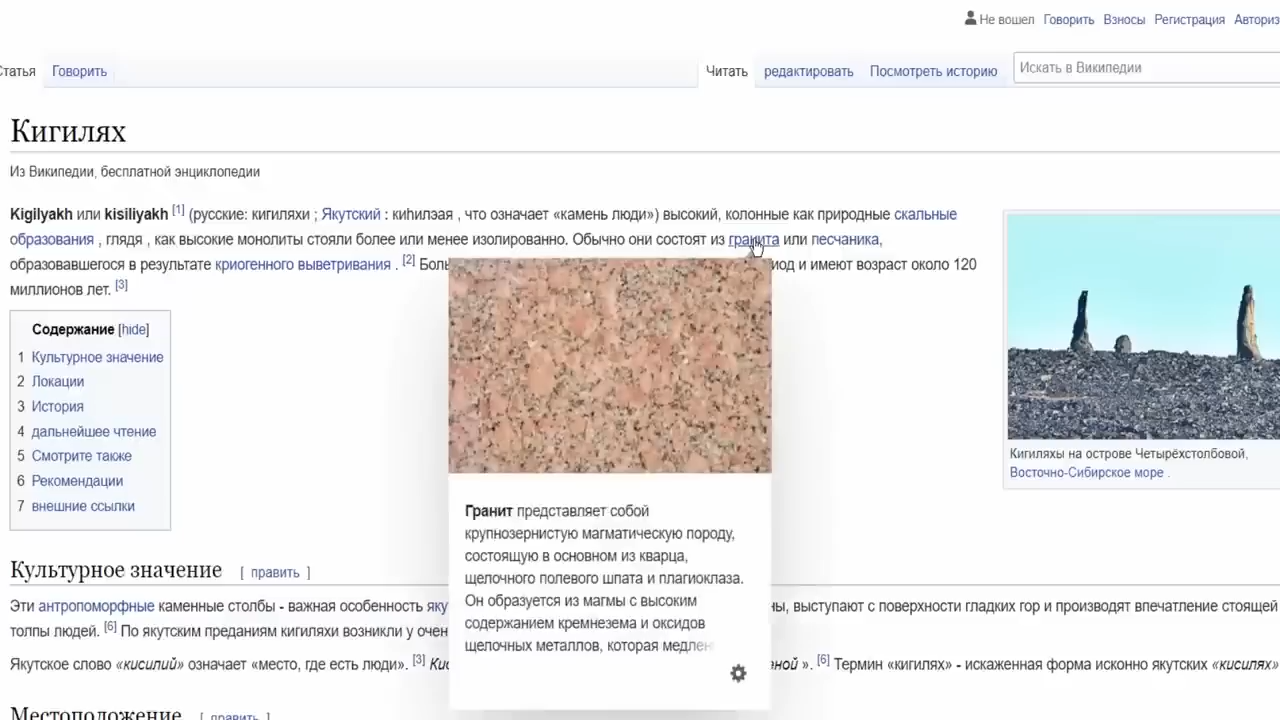 Не вошел Говорить Взносы Регистрация Авториз
Статья Говорить Читать редактировать Посмотреть историю Искать в Википедии
Кигилях
Из Википедии, бесплатной энциклопедии
Kigilyakh или kisiliyakh [1] (русские: кигиляхи ; Якутский : киһилэах , что означает «камень люди») высокий, колонные как природные скальные
образования , глядя , как высокие монолиты стояли более или менее изолированно. Обычно они состоят из гранита или песчаника,
образовавшегося в результате криогенного выветривания . [2] Боль иод и имеют возраст около 120
миллионов лет. [3]
Содержание [hide]
1 Культурное значение
2 Локации
3 История
4 дальнейшее чтение
5 Смотрите также
6 Рекомендации
7 внешние ссылки
Гранит представляет собой
крупнозернистую магматическую породу,
состоящую в основном из кварца,
щелочного полевого шпата и плагиоклаза.
Он образуется из магмы с высоким
содержанием кремнезема и оксидов
щелочных металлов, которая медлен
Кигиляхы на острове Четырёхстолбовой,
Восточно-Сибирское море .
Культурное значение [ править ]
Эти антропоморфные каменные столбы - важная особенность яку ны, выступают с поверхности гладких гор и производят впечатление стоящей
толпы людей. [6] По якутским преданиям кигиляхи возникли у очен
Якутское слово «кисилий» означает «место, где есть люди». [3] Кис еной ». [6] Термин «кигилях» - искаженная форма исконно якутских «кисилях»
Местоположение [ править ]